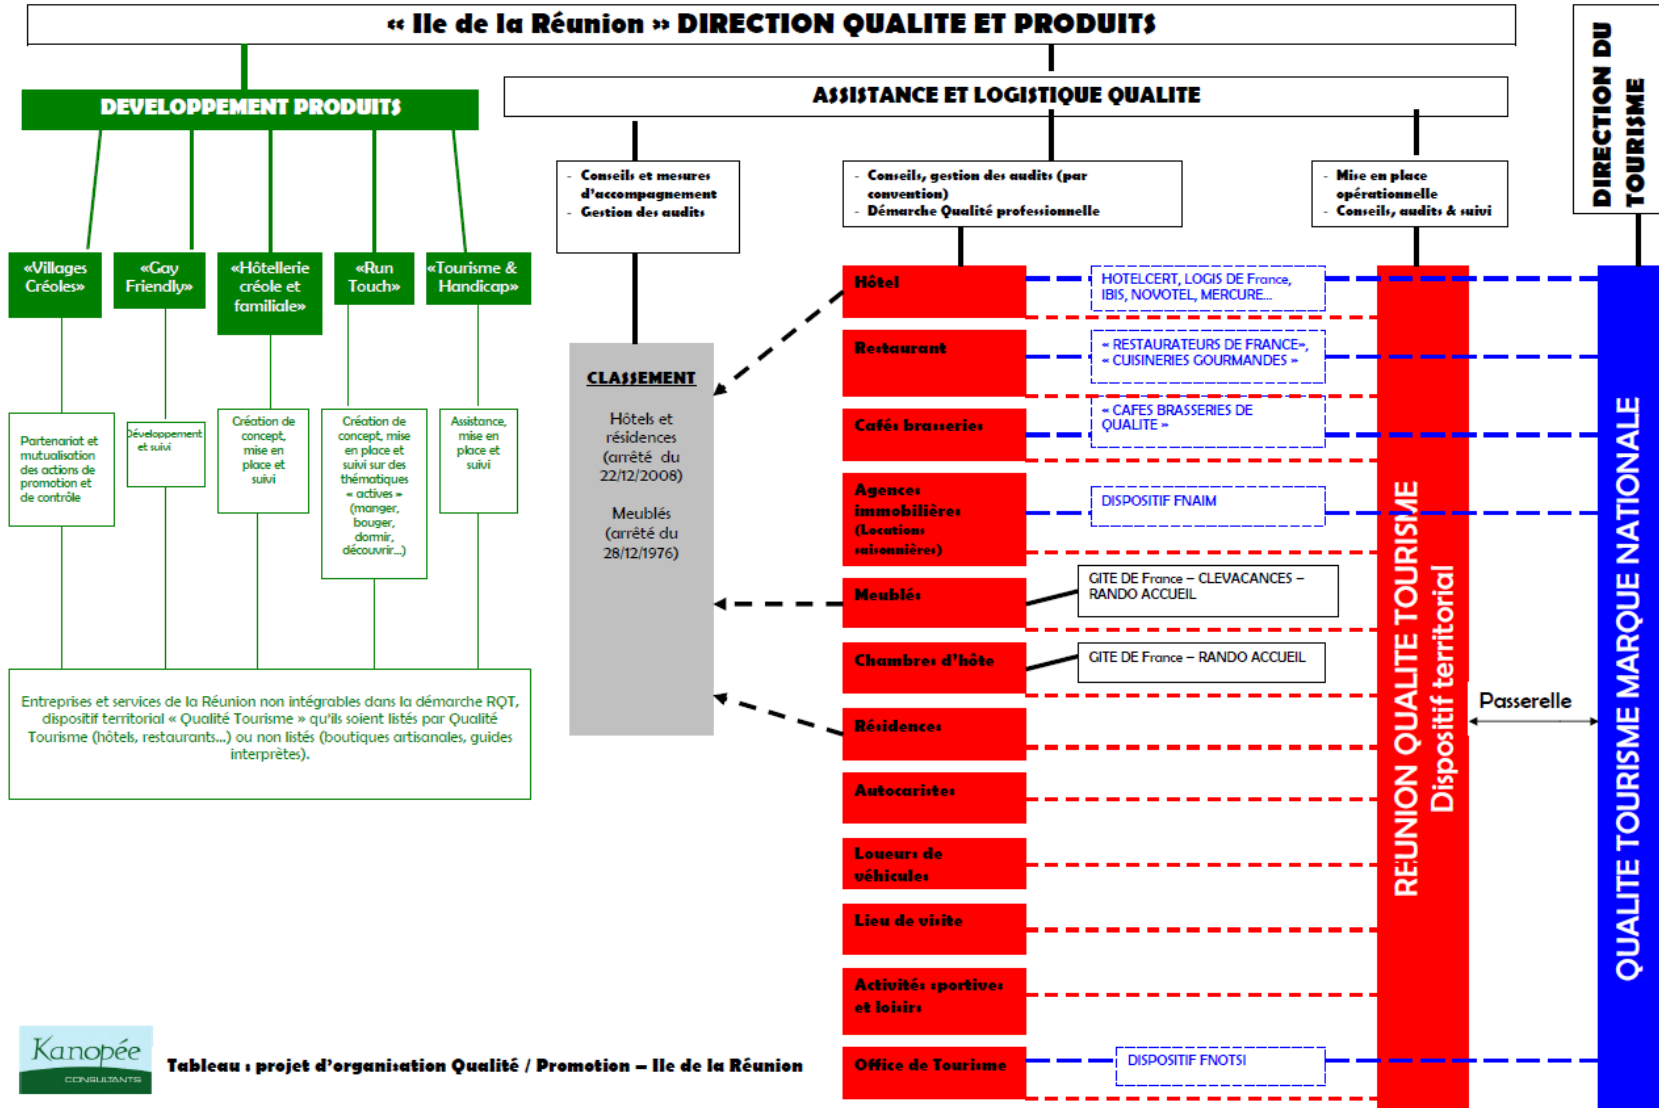 « Ile de la Réunion » DIRECTION QUALITE ET PRODUITS
DIRECTION DU
TOURISME
DEVELOPPEMENT PRODUITS
ASSISTANCE ET LOGISTIQUE QUALITE
- Conseils et mesures
d'accompagnement
- Gestion des audits
- Conseils, gestion des audits (par
convention)
- Démarche Qualité professionnelle
- Mise en place
opérationnelle
- Conseils, audits & suivi
«Villages
Créoles»
«Gay
Friendly»
«Hôtellerie
créole et
familiale»
«Run
Touch»
«Tourisme &
Handicap»
Partenariat et
mutualisation
des actions de
promotion et
de contrôle
Développement
et suivi
Création de
concept,
mise en
place et
suivi
Création de
concept, mise
en place et
suivi sur des
thématiques
« actives »
(manger,
bouger,
dormir,
découvrir...)
Assistance,
mise en
place et
suivi
Entreprises et services de la Réunion non intégrables dans la démarche RQT,
dispositif territorial « Qualité Tourisme » qu'ils soient listés par Qualité
Tourisme (hôtels, restaurants...) ou non listés (boutiques artisanales, guides
interprètes).
CLASSEMENT
Hôtels et
résidences
(arrêté du
22/12/2008)
Meublés
(arrêté du
28/12/1976)
Hôtel
HOTELCERT, LOGIS DE France,
IBIS, NOVOTEL, MERCURE...
Restaurant
« RESTAURATEURS DE FRANCE»,
« CUISINERIES GOURMANDES »
Cafés brasseries
« CAFES BRASSERIES DE
QUALITE »
Agences
immobilières
(Locations
saisonnières)
DISPOSITIF FNAIM
Meublés
GITE DE France – CLEVACANCES –
RANDO ACCUEIL
Chambres d'hôte
GITE DE France – RANDO ACCUEIL
Résidences
Autocaristes
Loueurs de
véhicules
Lieu de visite
Activités sportives
et loisirs
Office de Tourisme
DISPOSITIF FNOTSI
REUNION QUALITE TOURISME
Dispositif territorial
Passerelle
QUALITE TOURISME MARQUE NATIONALE
Kanopée
CONSULTANTS
Tableau : projet d'organisation Qualité / Promotion – Ile de la Réunion